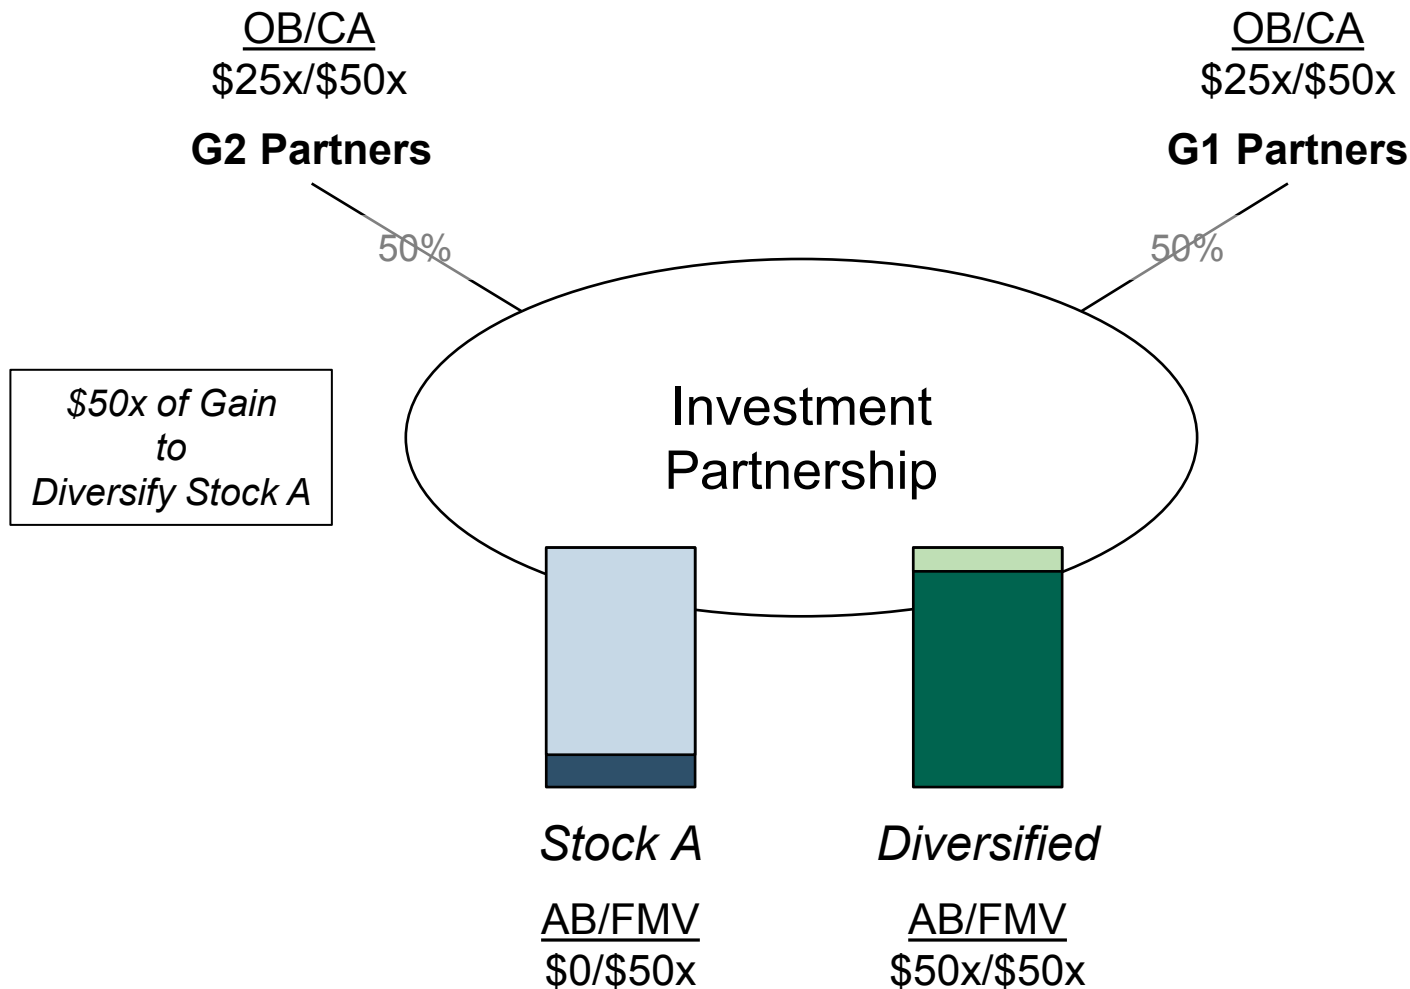 OB/CA
$25x/$50x
G2 Partners
50%
OB/CA
$25x/$50x
G1 Partners
50%
$50x of Gain
to
Diversify Stock A
Investment
Partnership
Stock A
AB/FMV
$0/$50x
Diversified
AB/FMV
$50x/$50x